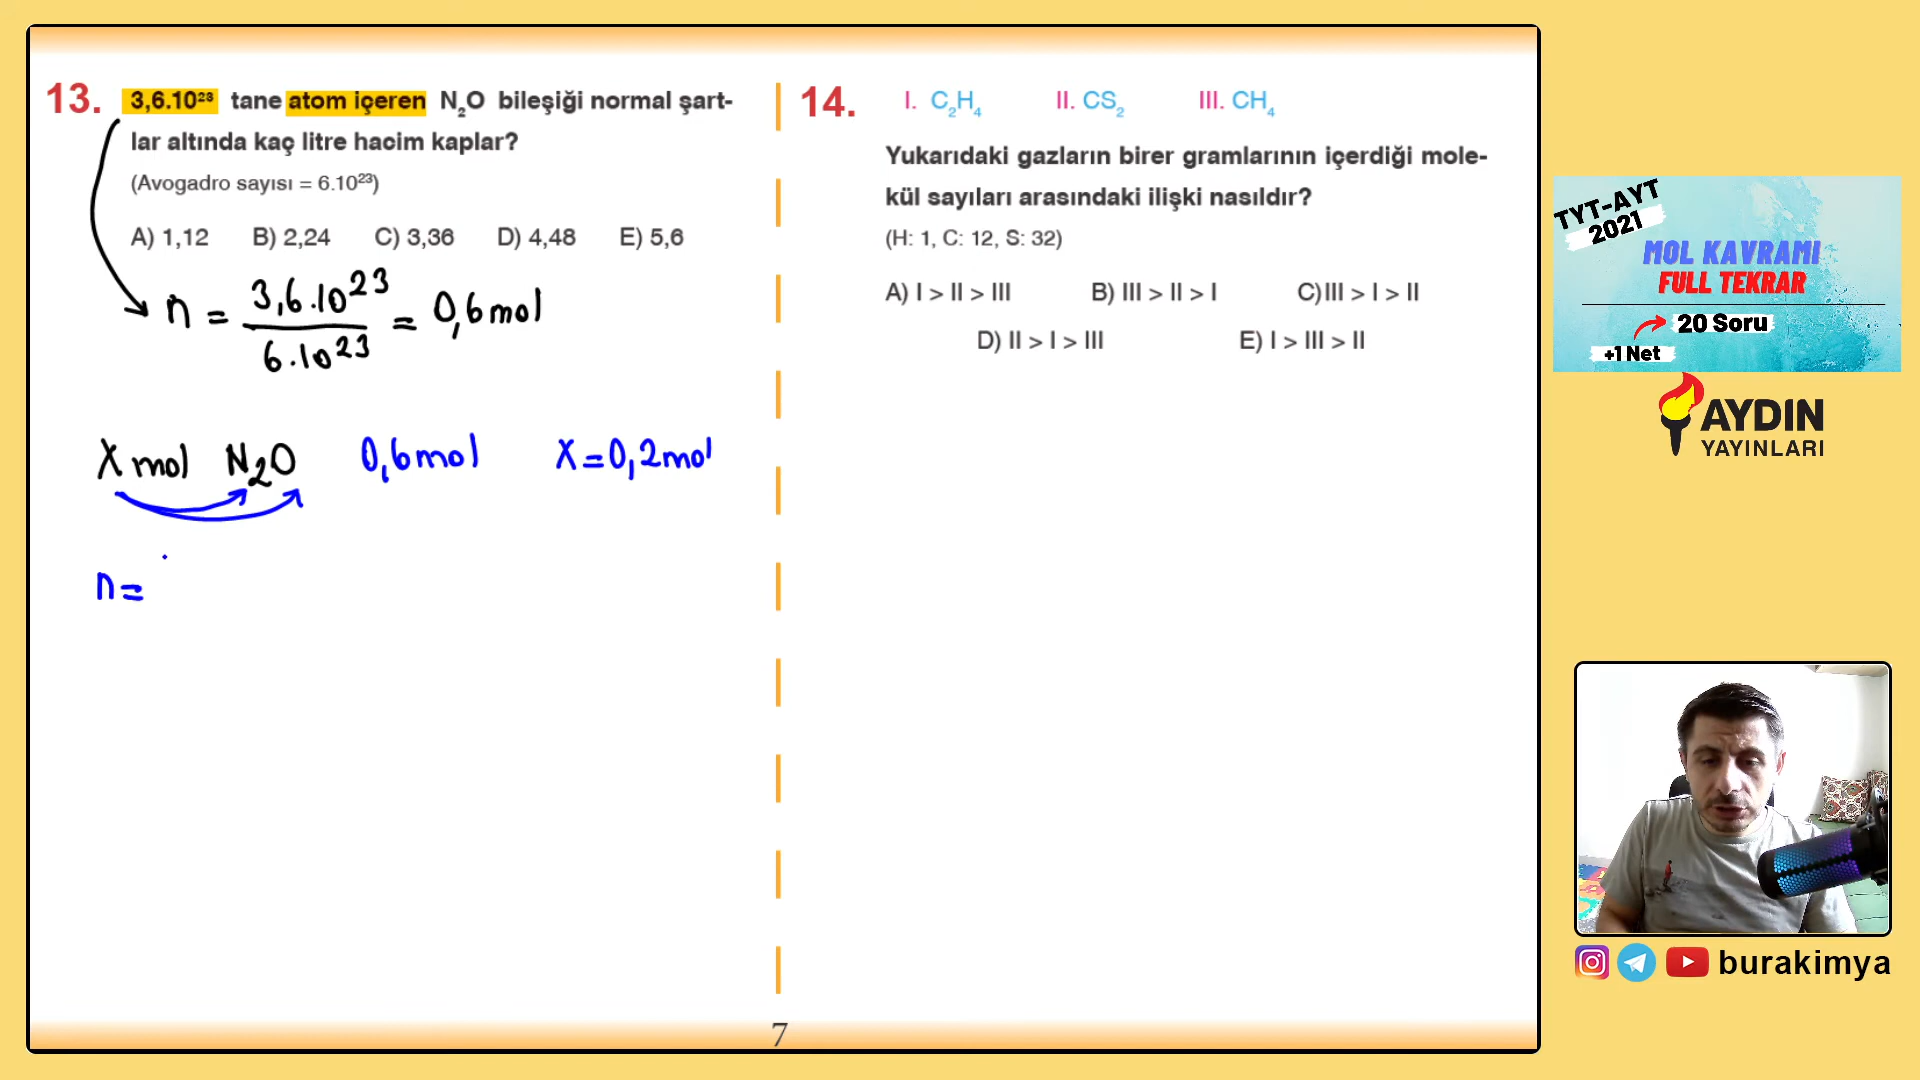 13. 3,6.10²³ tane atom içeren N₂O bileşiği normal şart-
lar altında kaç litre hacim kaplar?
(Avogadro sayısı = 6.10²³)
A) 1,12 B) 2,24 C) 3,36 D) 4,48 E) 5,6
n = 3,6.10²³ / 6.10²³ = 0,6 mol
X mol N₂O 0,6 mol X = 0,2 mol
n =
14. I. C₂H₄ II. CS₂ III. CH₄
Yukarıdaki gazların birer gramlarının içerdiği mole-
kül sayıları arasındaki ilişki nasıldır?
(H: 1, C: 12, S: 32)
A) I > II > III B) III > II > I C) III > I > II
D) II > I > III E) I > III > II
7
TYT-AYT
2021
MOL KAVRAMI
FULL TEKRAR
20 Soru
+1 Net
AYDIN
YAYINLARI
burakimya